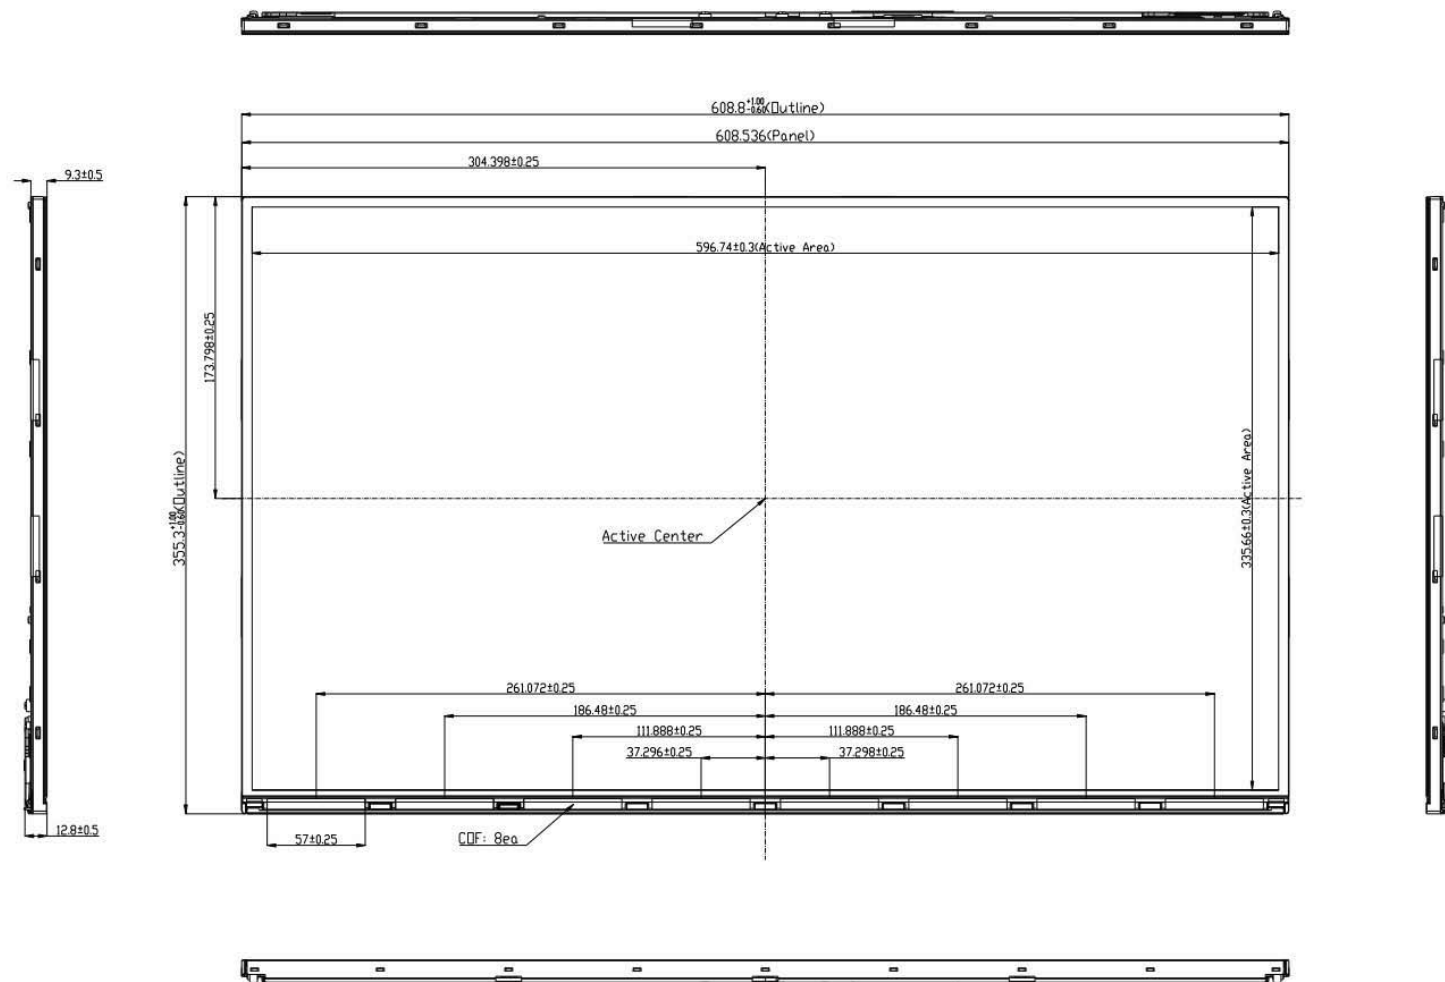 608.8+1.00-0.60(Outline)
608.536(Panel)
304.398±0.25
9.3±0.5
596.74±0.3(Active Area)
173.798±0.25
355.3+1.00-0.60(Outline)
335.66±0.3(Active Area)
Active Center
261.072±0.25 261.072±0.25
186.48±0.25 186.48±0.25
111.888±0.25 111.888±0.25
37.296±0.25 37.298±0.25
12.8±0.5
57±0.25
COF: 8ea